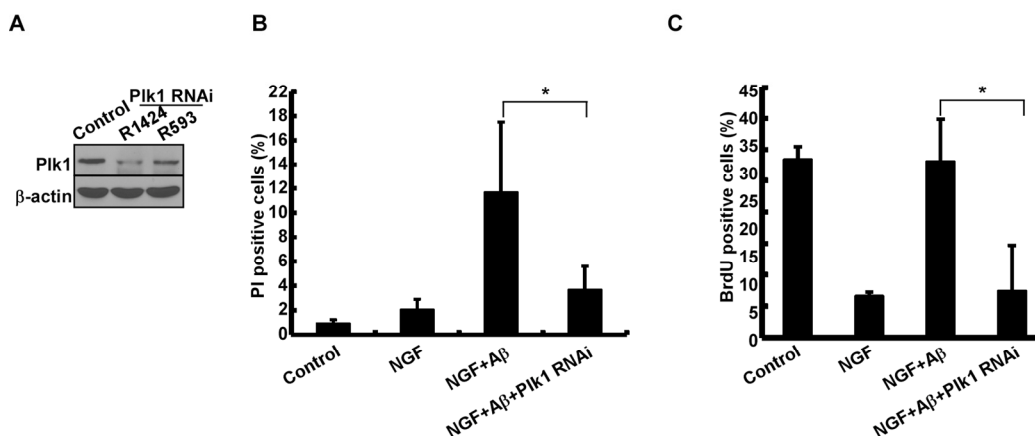 A
Control
Plk1 RNAi
R1424
R593
Plk1
β-actin
B
PI positive cells (%)
22
18
16
14
12
10
8
6
4
2
0
*
Control
NGF
NGF+Aβ
NGF+Aβ+Plk1 RNAi
C
BrdU positive cells (%)
45
40
35
30
20
15
10
5
0
*
Control
NGF
NGF+Aβ
NGF+Aβ+Plk1 RNAi